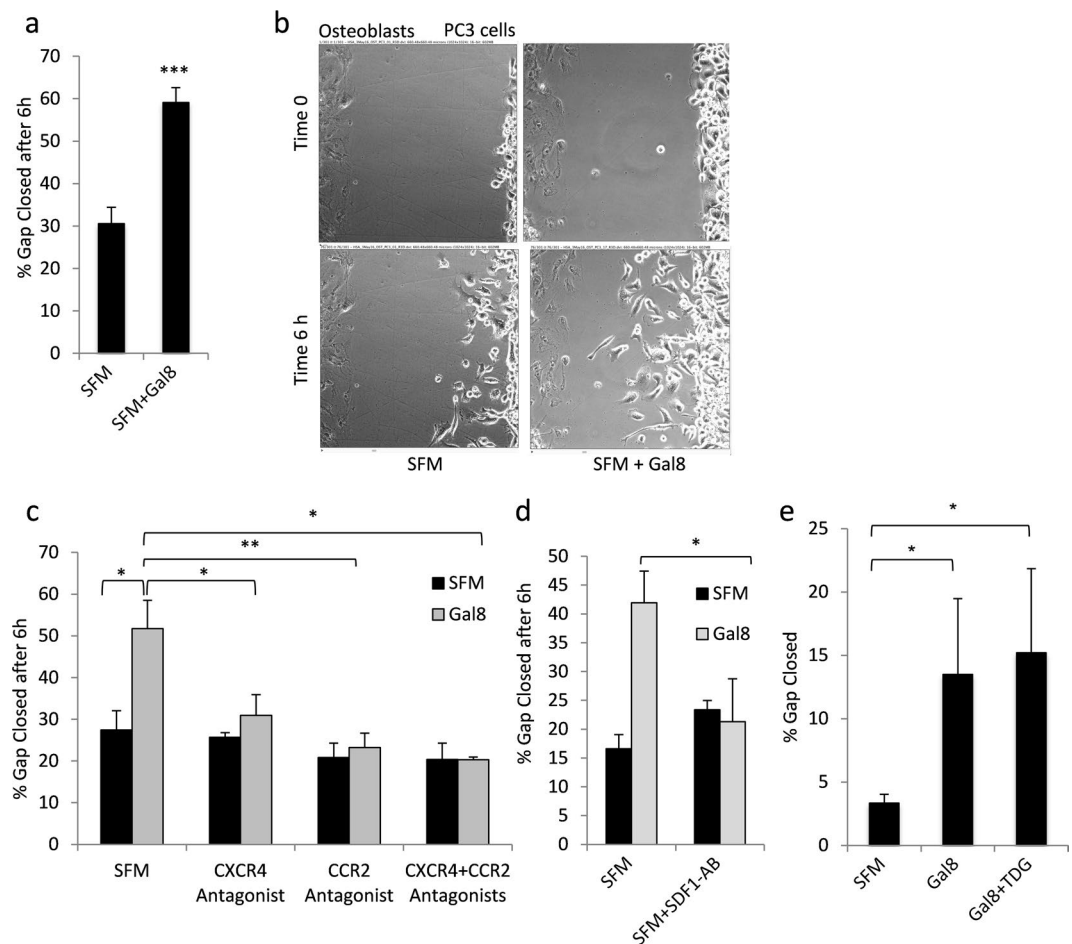 a
% Gap Closed after 6h
70
60
50
40
30
20
10
0
***
SFM
SFM+Gal8
b
Osteoblasts PC3 cells
Time 0
Time 6 h
SFM
SFM + Gal8
c
% Gap Closed after 6h
70
60
50
40
30
20
10
0
*
**
* *
SFM
Gal8
SFM
CXCR4
Antagonist
CCR2
Antagonist
CXCR4+CCR2
Antagonists
d
% Gap Closed after 6h
50
45
40
35
30
25
20
15
10
5
0
*
SFM
Gal8
SFM
SFM+SDF1-AB
e
% Gap Closed
25
20
15
10
5
0
*
*
SFM
Gal8
Gal8+TDG